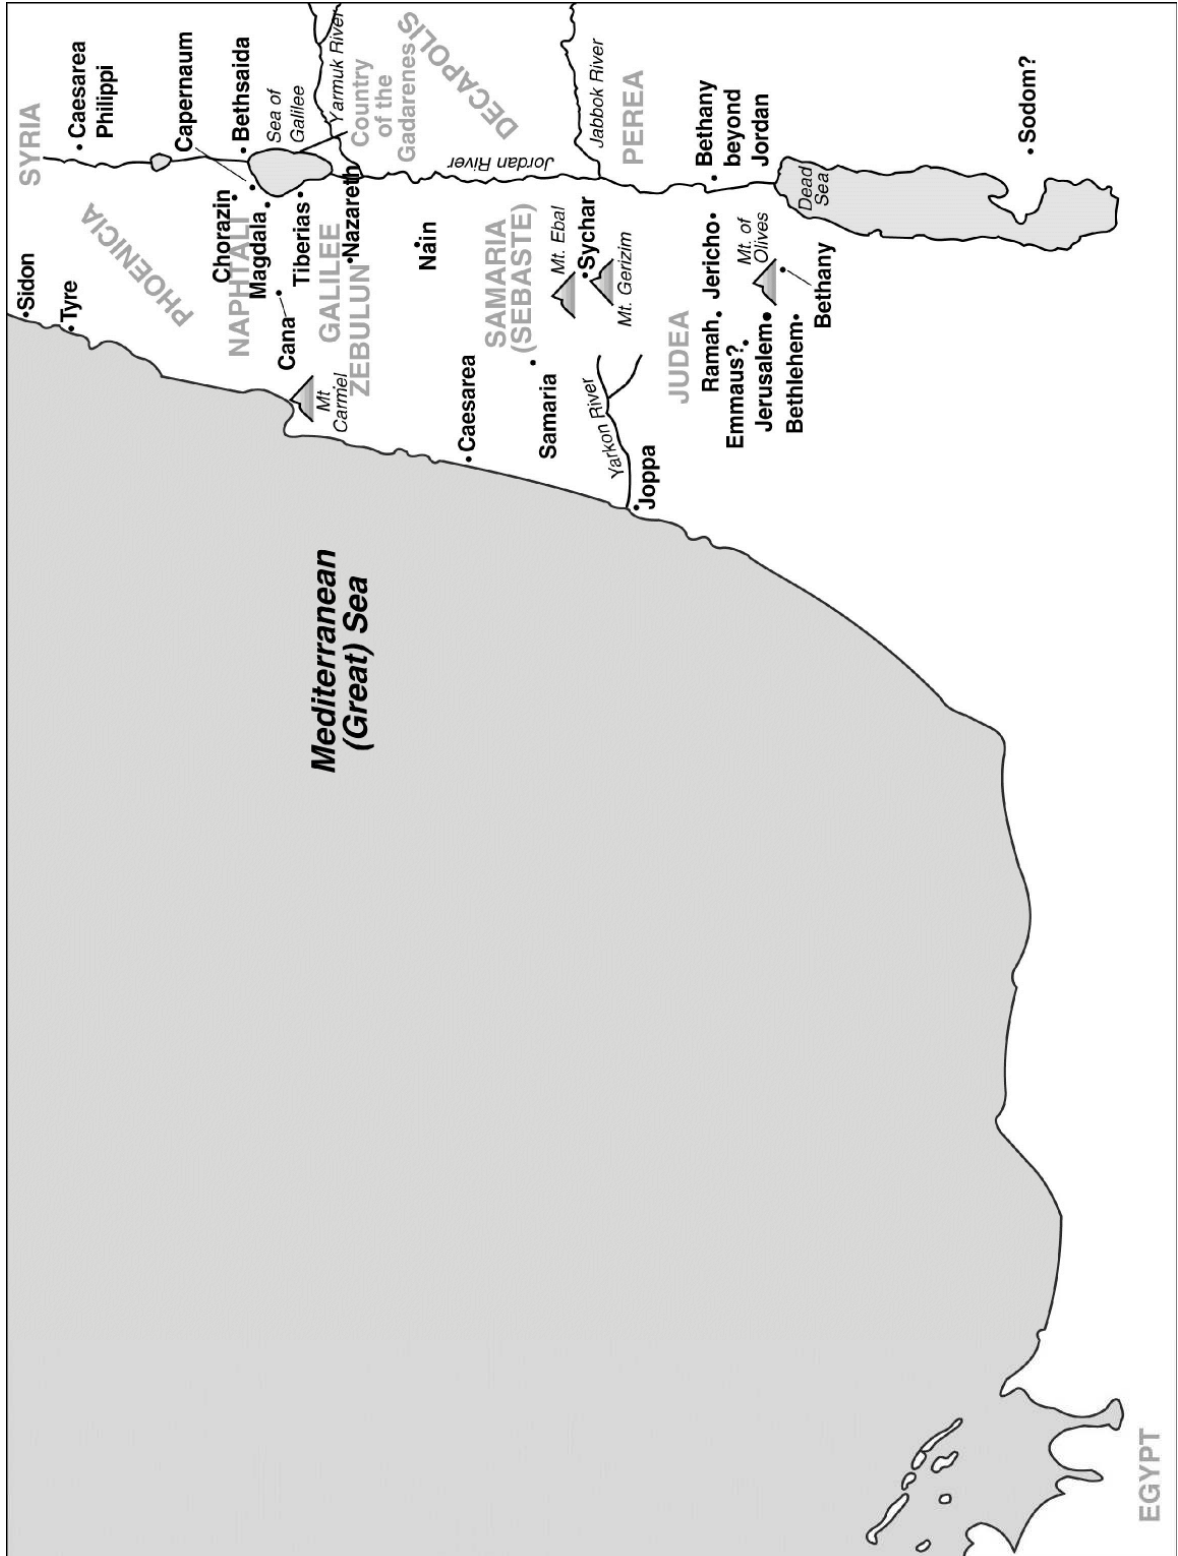 SYRIA
Caesarea
Philippi
Sidon
Tyre
PHOENICIA
Capernaum
Bethsaida
Sea of
Galilee
Chorazin
NAPHTALI
Magdala
Tiberias
Cana
GALILEE
ZEBULUN
Nazareth
Mt
Carmel
Yarmuk River
Country
of the
Gadarenes
DECAPOLIS
Nain
Jordan River
Caesarea
SAMARIA
(SEBASTE)
Samaria
Mt. Ebal
Sychar
Mt. Gerizim
Jabbok River
PEREA
Yarkon River
Joppa
JUDEA
Ramah
Jericho
Emmaus?
Jerusalem
Bethlehem
Mt. of
Olives
Bethany
Bethany
beyond
Jordan
Dead
Sea
Sodom?
Mediterranean
(Great) Sea
EGYPT